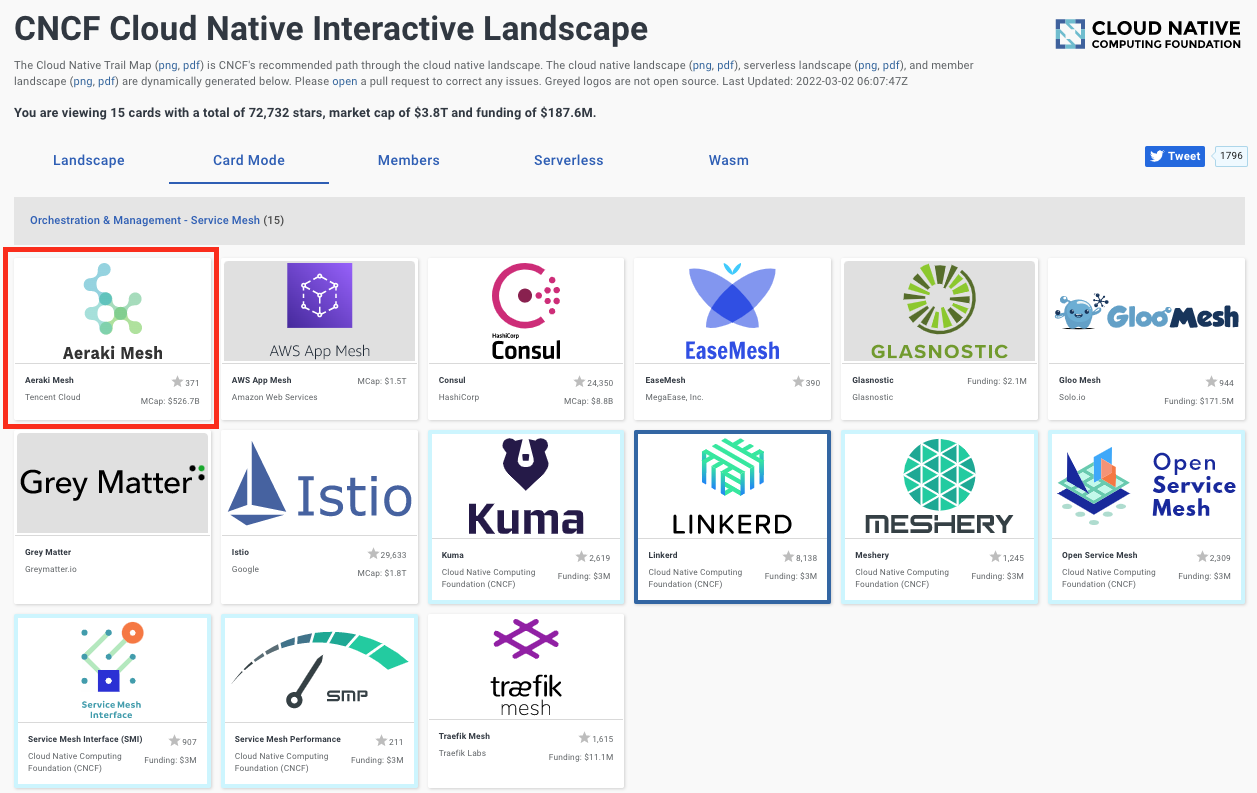 CNCF Cloud Native Interactive Landscape
CLOUD NATIVE
COMPUTING FOUNDATION
The Cloud Native Trail Map (png, pdf) is CNCF's recommended path through the cloud native landscape. The cloud native landscape (png, pdf), serverless landscape (png, pdf), and member
landscape (png, pdf) are dynamically generated below. Please open a pull request to correct any issues. Greyed logos are not open source. Last Updated: 2022-03-02 06:07:47Z
You are viewing 15 cards with a total of 72,732 stars, market cap of $3.8T and funding of $187.6M.
Landscape
Card Mode
Members
Serverless
Wasm
Tweet
1796
Orchestration & Management - Service Mesh (15)
Aeraki Mesh
Aeraki Mesh
371
Tencent Cloud
MCap: $526.7B
AWS App Mesh
AWS App Mesh
MCap: $1.5T
Amazon Web Services
HashiCorp
Consul
Consul
24,350
HashiCorp
MCap: $8.8B
EaseMesh
EaseMesh
390
MegaEase, Inc.
GLASNOSTIC
Glasnostic
Funding: $2.1M
Glasnostic
GlooMesh
Gloo Mesh
944
Solo.io
Funding: $171.5M
Grey Matter
Grey Matter
Greymatter.io
Istio
Istio
29,633
Google
MCap: $1.8T
Kuma
Kuma
2,619
Cloud Native Computing
Foundation (CNCF)
Funding: $3M
LINKERD
Linkerd
8,138
Cloud Native Computing
Foundation (CNCF)
Funding: $3M
MESHERY
Meshery
1,245
Cloud Native Computing
Foundation (CNCF)
Funding: $3M
Open
Service
Mesh
Open Service Mesh
2,309
Cloud Native Computing
Foundation (CNCF)
Funding: $3M
Service Mesh
Interface
Service Mesh Interface (SMI)
907
Cloud Native Computing
Foundation (CNCF)
Funding: $3M
SMP
Service Mesh Performance
211
Cloud Native Computing
Foundation (CNCF)
Funding: $3M
træfik
mesh
Traefik Mesh
1,615
Traefik Labs
Funding: $11.1M